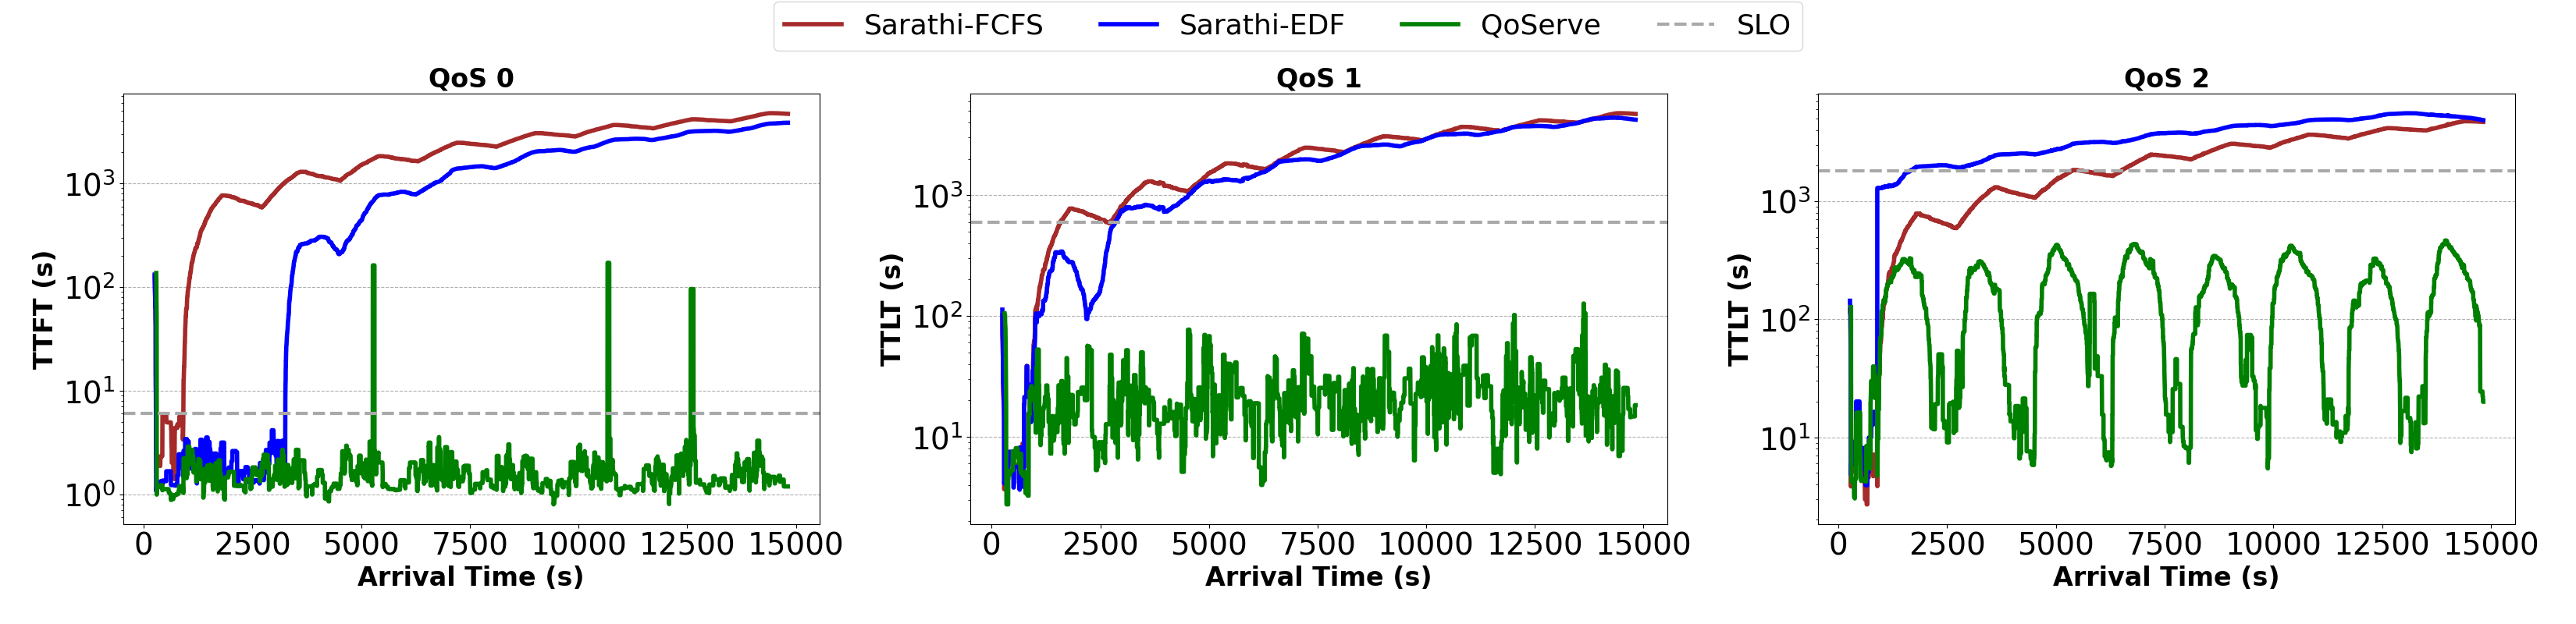 Sarathi-FCFS Sarathi-EDF QoServe SLO
QoS 0
TTFT (s)
10^3
10^2
10^1
10^0
0 2500 5000 7500 10000 12500 15000
Arrival Time (s)
QoS 1
TTLT (s)
10^3
10^2
10^1
0 2500 5000 7500 10000 12500 15000
Arrival Time (s)
QoS 2
TTLT (s)
10^3
10^2
10^1
0 2500 5000 7500 10000 12500 15000
Arrival Time (s)